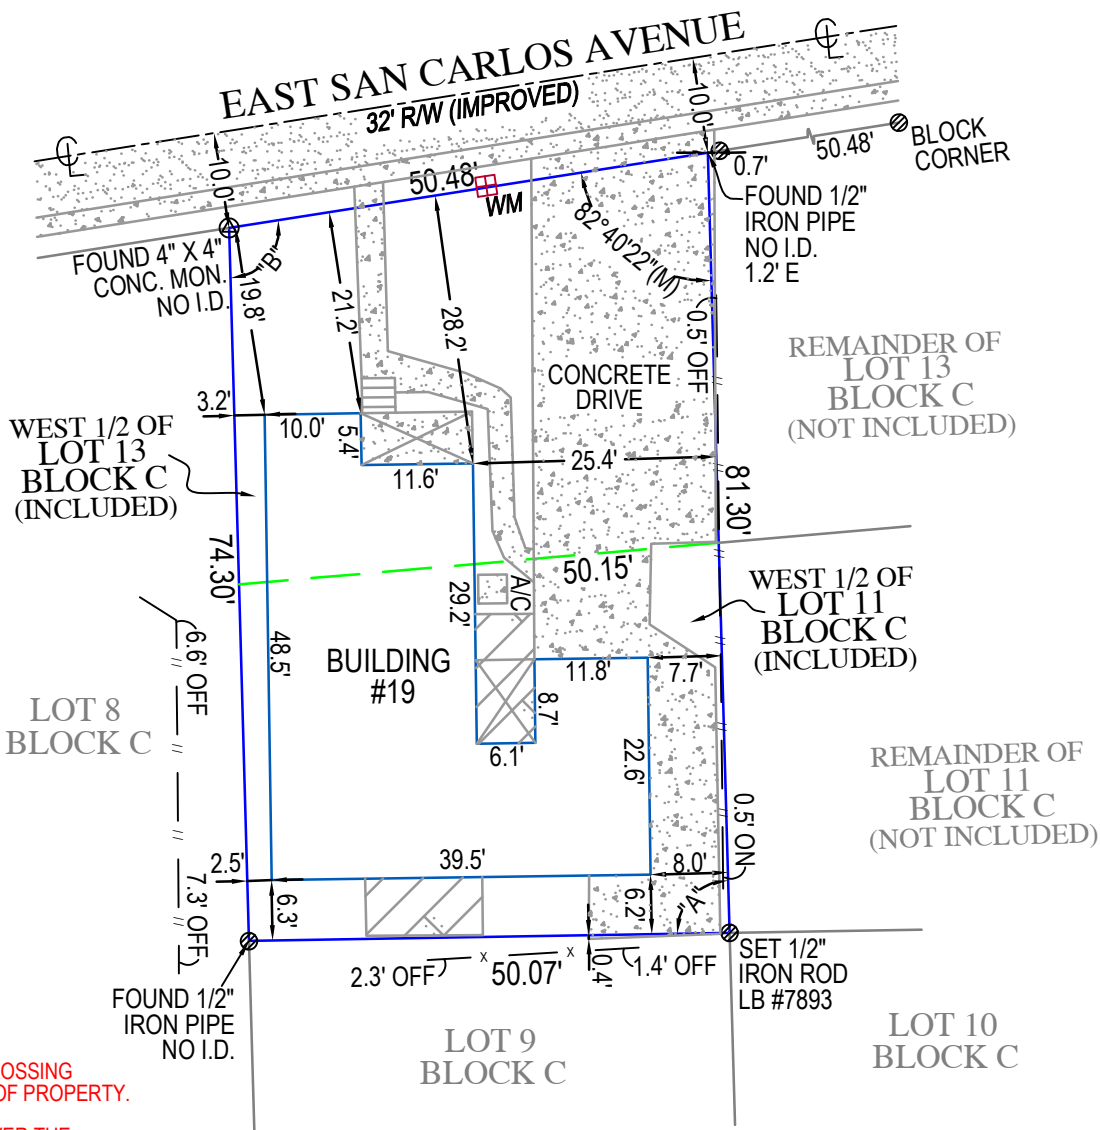 EAST SAN CARLOS AVENUE
32' R/W (IMPROVED)
10.0'
10.0'
50.48'
WM
50.48'
BLOCK
CORNER
0.7'
FOUND 1/2"
IRON PIPE
NO I.D.
1.2' E
FOUND 4" X 4"
CONC. MON.
NO I.D.
"B"
82°40'22"(M)
19.8'
21.2'
28.2'
0.5' OFF
CONCRETE
DRIVE
REMAINDER OF
LOT 13
BLOCK C
(NOT INCLUDED)
3.2'
10.0'
5.4'
11.6'
25.4'
WEST 1/2 OF
LOT 13
BLOCK C
(INCLUDED)
81.30'
74.30'
50.15'
A/C
29.2'
WEST 1/2 OF
LOT 11
BLOCK C
(INCLUDED)
6.6' OFF
48.5'
BUILDING
#19
11.8'
7.7'
8.7'
6.1'
22.6'
LOT 8
BLOCK C
REMAINDER OF
LOT 11
BLOCK C
(NOT INCLUDED)
0.5' ON
2.5'
39.5'
8.0'
7.3' OFF
6.3'
6.2'
"A"
2.3' OFF
x
50.07'
x
0.4'
1.4' OFF
SET 1/2"
IRON ROD
LB #7893
FOUND 1/2"
IRON PIPE
NO I.D.
LOT 9
BLOCK C
LOT 10
BLOCK C
OSSING
OF PROPERTY.